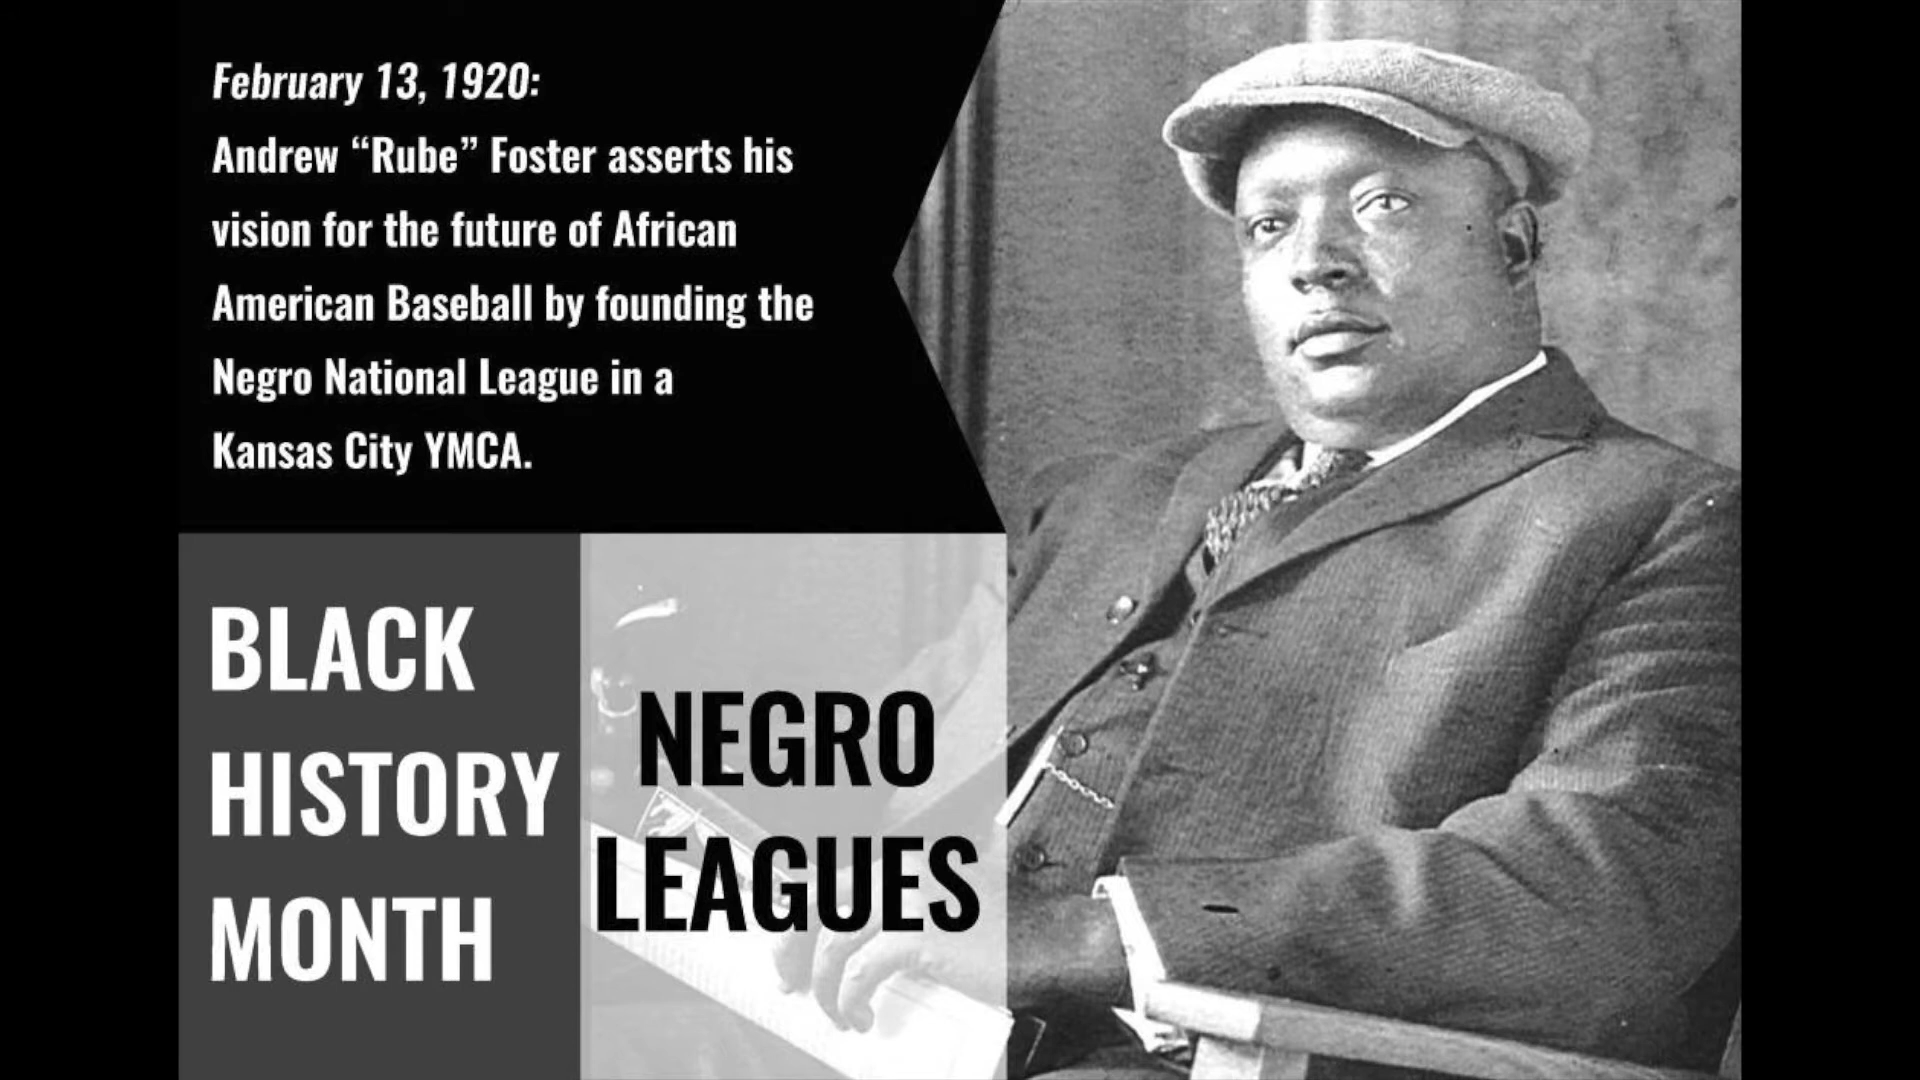 February 13, 1920:
Andrew “Rube” Foster asserts his
vision for the future of African
American Baseball by founding the
Negro National League in a
Kansas City YMCA.
BLACK
HISTORY
MONTH
NEGRO
LEAGUES